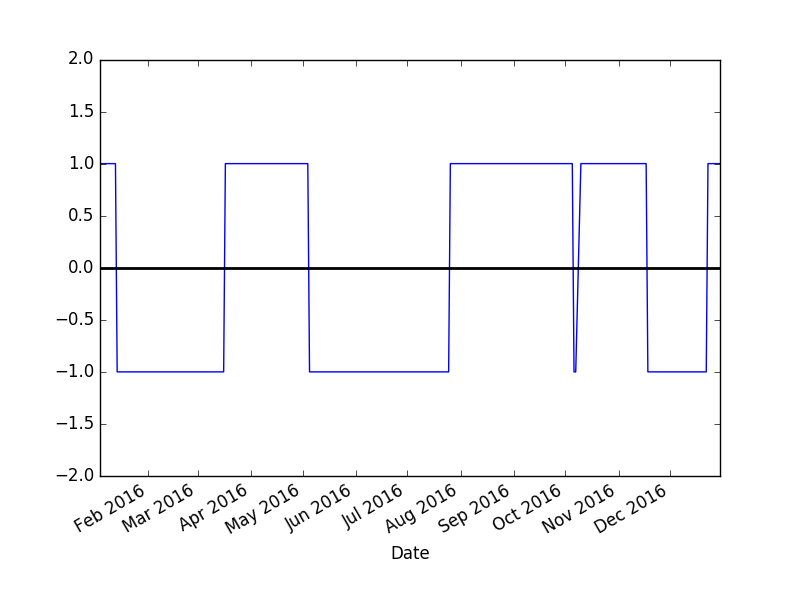 2.0
1.5
1.0
0.5
0.0
−0.5
−1.0
−1.5
−2.0
Feb 2016
Mar 2016
Apr 2016
May 2016
Jun 2016
Jul 2016
Aug 2016
Sep 2016
Oct 2016
Nov 2016
Dec 2016
Date